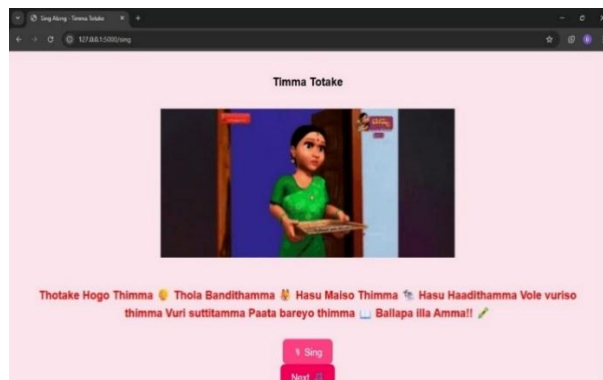 Sing Along - Timma Totake
127.0.0.1:5000/sing
Timma Totake
Thotake Hogo Thimma 🌻 Thola Bandithamma 🐺 Hasu Maiso Thimma 🐄 Hasu Haadithamma Vole vuriso
thimma Vuri suttitamma Paata bareyo thimma 📖 Ballapa illa Amma!! 🖍️
Sing
Next 🎵